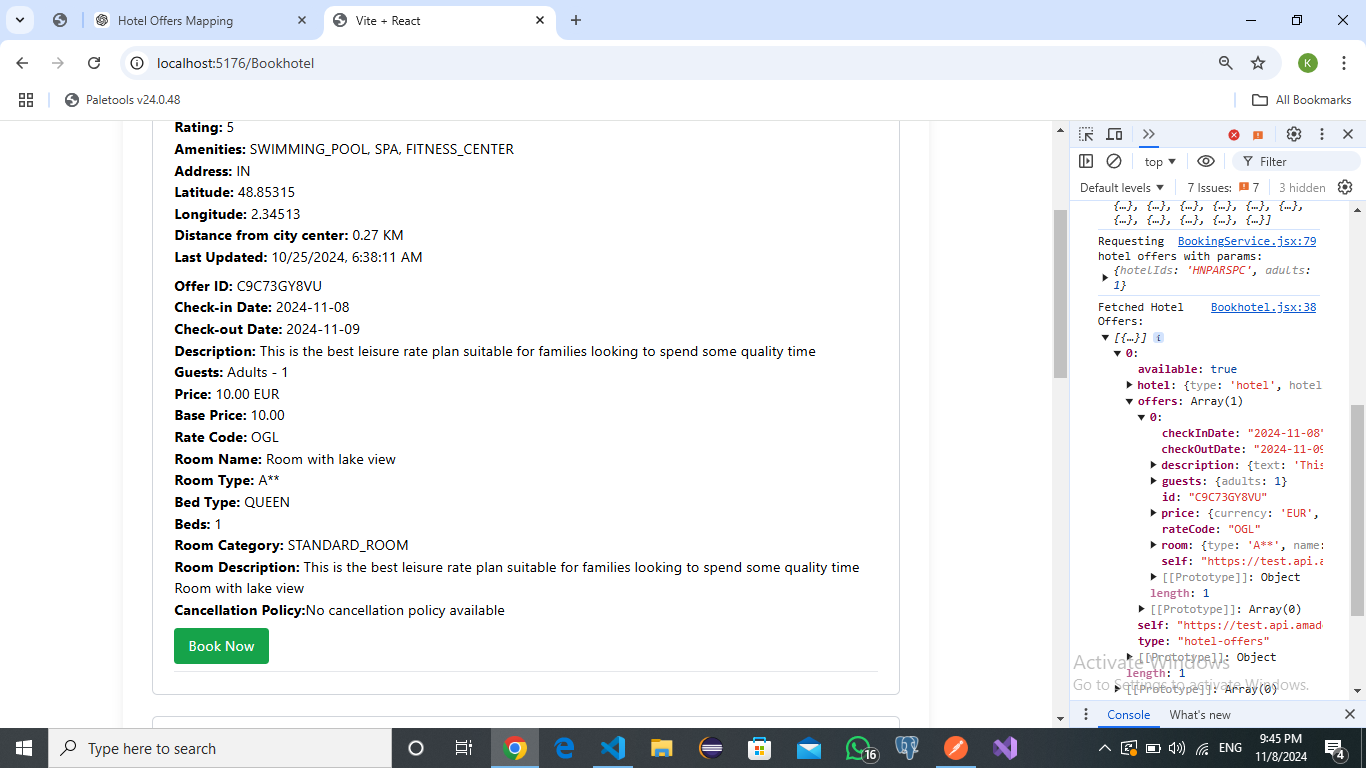 Hotel Offers Mapping
Vite + React
localhost:5176/Bookhotel
K
Paletools v24.0.48
All Bookmarks
Rating: 5
Amenities: SWIMMING_POOL, SPA, FITNESS_CENTER
Address: IN
Latitude: 48.85315
Longitude: 2.34513
Distance from city center: 0.27 KM
Last Updated: 10/25/2024, 6:38:11 AM
Offer ID: C9C73GY8VU
Check-in Date: 2024-11-08
Check-out Date: 2024-11-09
Description: This is the best leisure rate plan suitable for families looking to spend some quality time
Guests: Adults - 1
Price: 10.00 EUR
Base Price: 10.00
Rate Code: OGL
Room Name: Room with lake view
Room Type: A**
Bed Type: QUEEN
Beds: 1
Room Category: STANDARD_ROOM
Room Description: This is the best leisure rate plan suitable for families looking to spend some quality time
Room with lake view
Cancellation Policy:No cancellation policy available
Book Now
top
Filter
Default levels
7 Issues: 7
3 hidden
{…}, {…}, {…}, {…}, {…}, {…},
{…}, {…}, {…}, {…}, {…}]
Requesting BookingService.jsx:79
hotel offers with params:
{hotelIds: 'HNPARSPC', adults:
1}
Fetched Hotel Bookhotel.jsx:38
Offers:
[{…}] i
0:
available: true
hotel: {type: 'hotel', hotel
offers: Array(1)
0:
checkInDate: "2024-11-08"
checkOutDate: "2024-11-09
description: {text: 'This
guests: {adults: 1}
id: "C9C73GY8VU"
price: {currency: 'EUR',
rateCode: "OGL"
room: {type: 'A**', name:
self: "https://test.api.a
[[Prototype]]: Object
length: 1
[[Prototype]]: Array(0)
self: "https://test.api.amad
type: "hotel-offers"
[[Prototype]]: Object
length: 1
[[Prototype]]: Array(0)
Activate Windows
Go to Settings to activate Windows.
Console
What's new
Type here to search
16
ENG
9:45 PM
11/8/2024
4